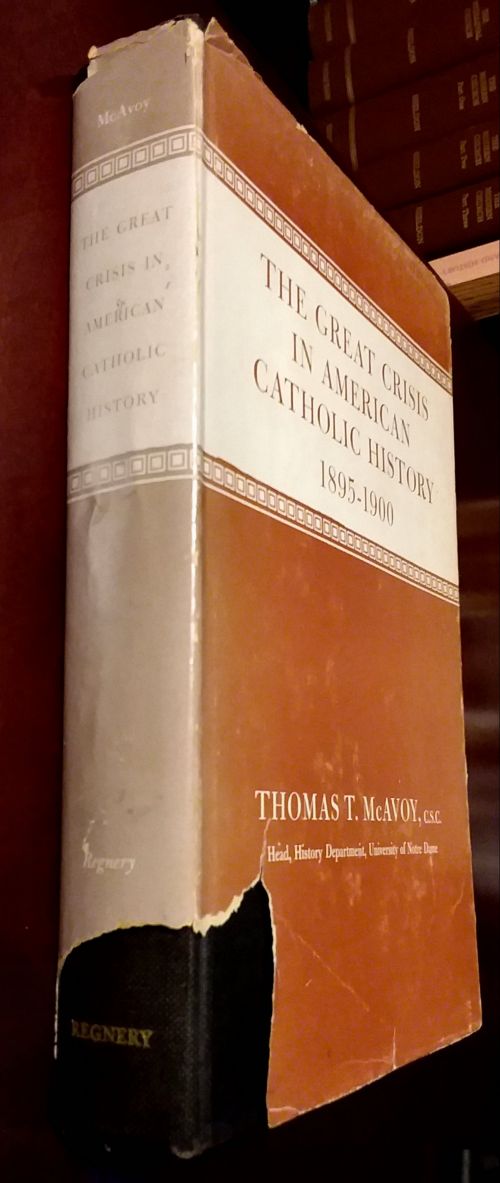 McAvoy
THE GREAT
CRISIS IN
AMERICAN
CATHOLIC
HISTORY
Regnery
REGNERY
THE GREAT CRISIS
IN AMERICAN
CATHOLIC HISTORY
1895-1900
THOMAS T. McAVOY, C.S.C.
Head, History Department, University of Notre Dame